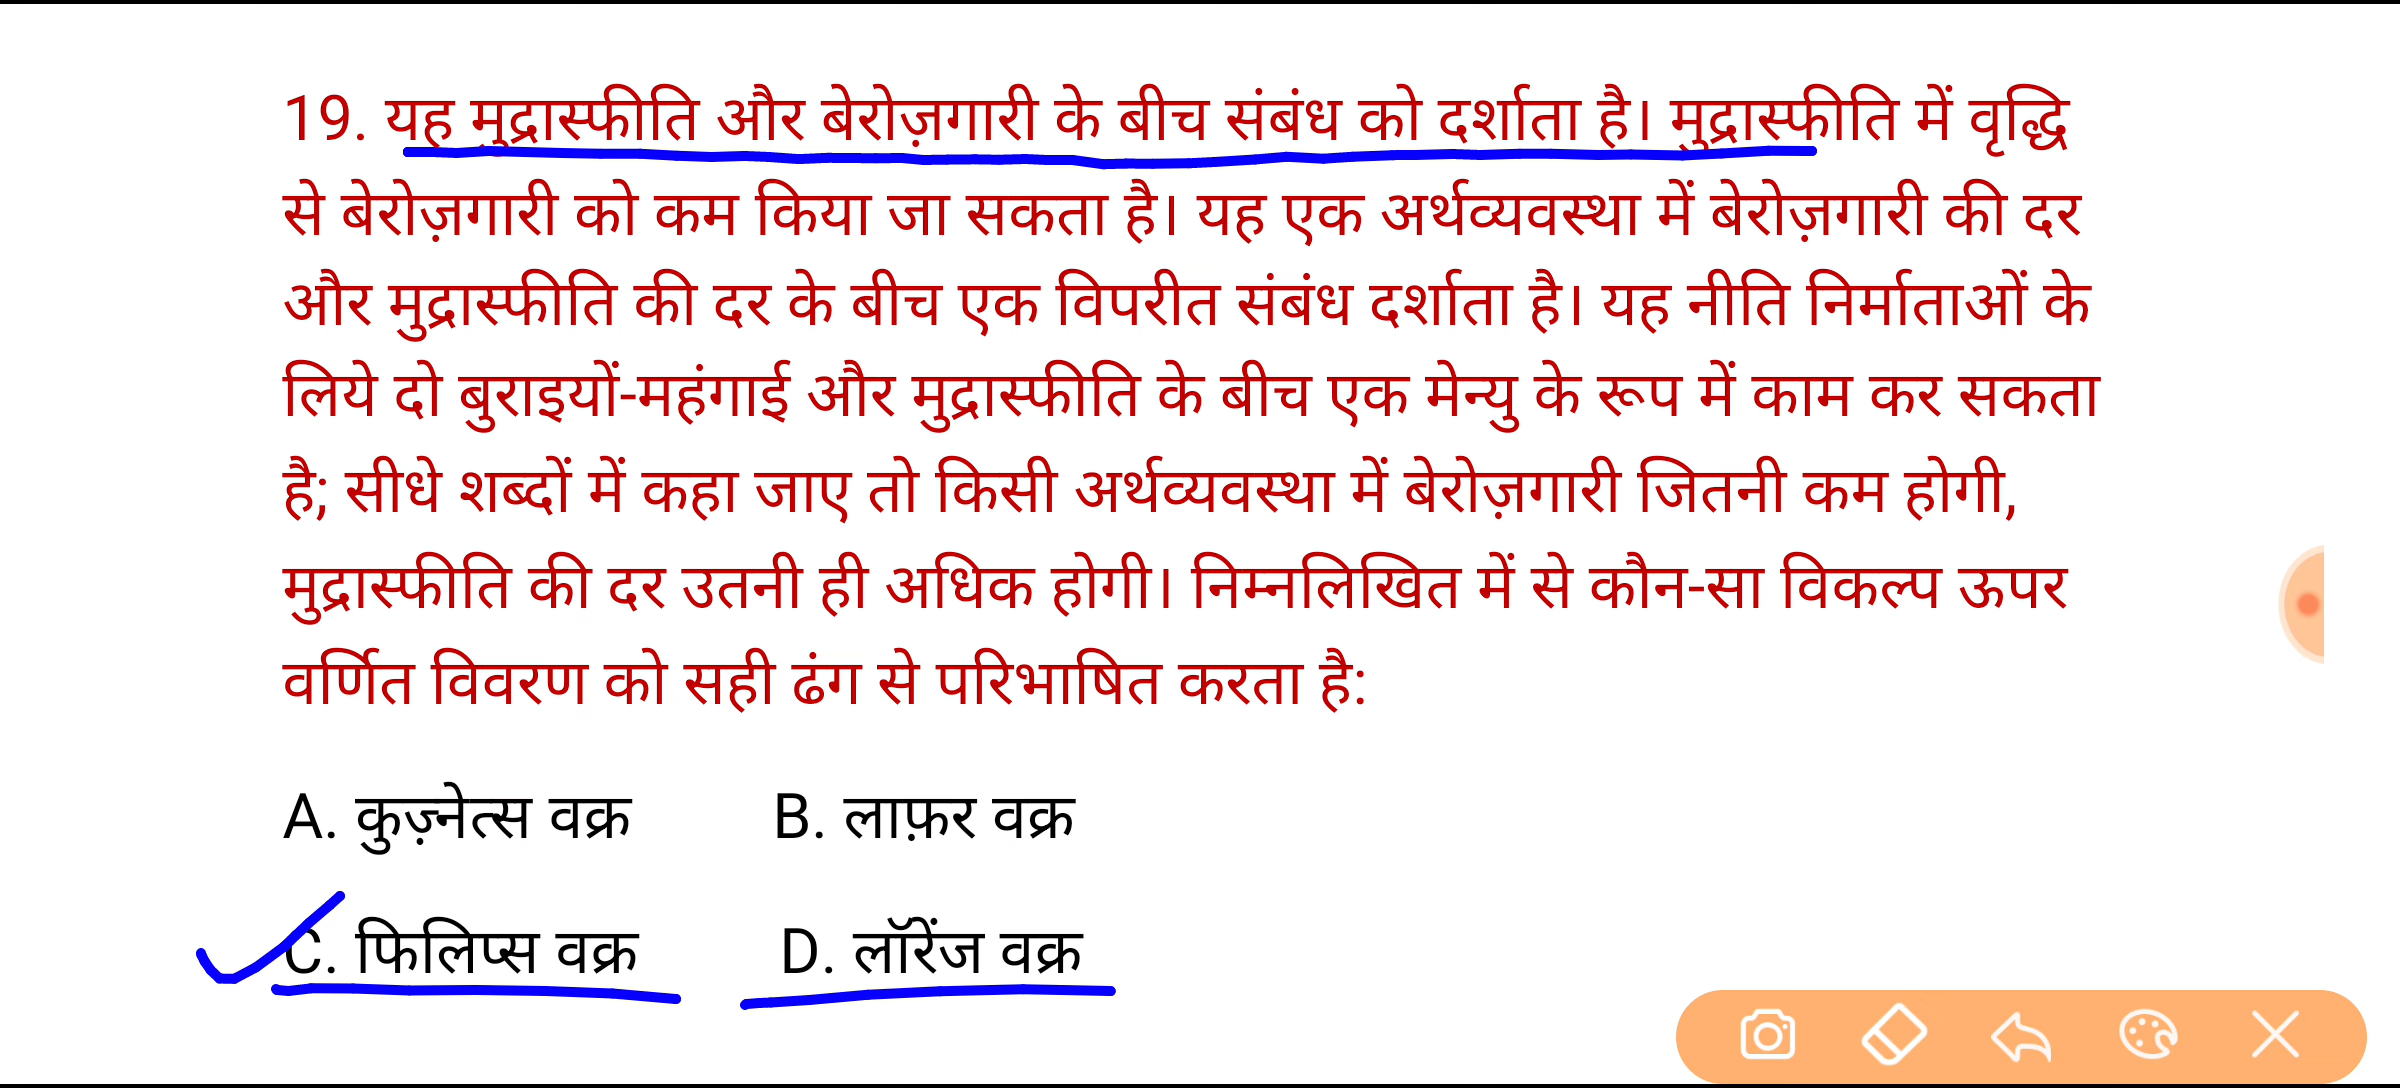 19. यह मुद्रास्फीति और बेरोज़गारी के बीच संबंध को दर्शाता है। मुद्रास्फीति में वृद्धि
से बेरोज़गारी को कम किया जा सकता है। यह एक अर्थव्यवस्था में बेरोज़गारी की दर
और मुद्रास्फीति की दर के बीच एक विपरीत संबंध दर्शाता है। यह नीति निर्माताओं के
लिये दो बुराइयों-महंगाई और मुद्रास्फीति के बीच एक मेन्यु के रूप में काम कर सकता
है; सीधे शब्दों में कहा जाए तो किसी अर्थव्यवस्था में बेरोज़गारी जितनी कम होगी,
मुद्रास्फीति की दर उतनी ही अधिक होगी। निम्नलिखित में से कौन-सा विकल्प ऊपर
वर्णित विवरण को सही ढंग से परिभाषित करता है:
A. कुज़्नेत्स वक्र B. लाफ़र वक्र
C. फिलिप्स वक्र D. लॉरेंज वक्र